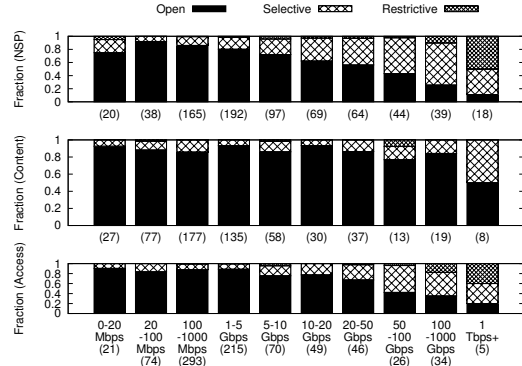 Open Selective Restrictive
Fraction (NSP)
1
0.8
0.6
0.4
0.2
0
(20) (38) (165) (192) (97) (69) (64) (44) (39) (18)
Fraction (Content)
1
0.8
0.6
0.4
0.2
0
(27) (77) (177) (135) (58) (30) (37) (13) (19) (8)
Fraction (Access)
1
0.8
0.6
0.4
0.2
0
0-20 Mbps (21)
20 -100 Mbps (74)
100 -1000 Mbps (293)
1-5 Gbps (215)
5-10 Gbps (70)
10-20 Gbps (49)
20-50 Gbps (46)
50 -100 Gbps (26)
100 -1000 Gbps (34)
1 Tbps+ (5)